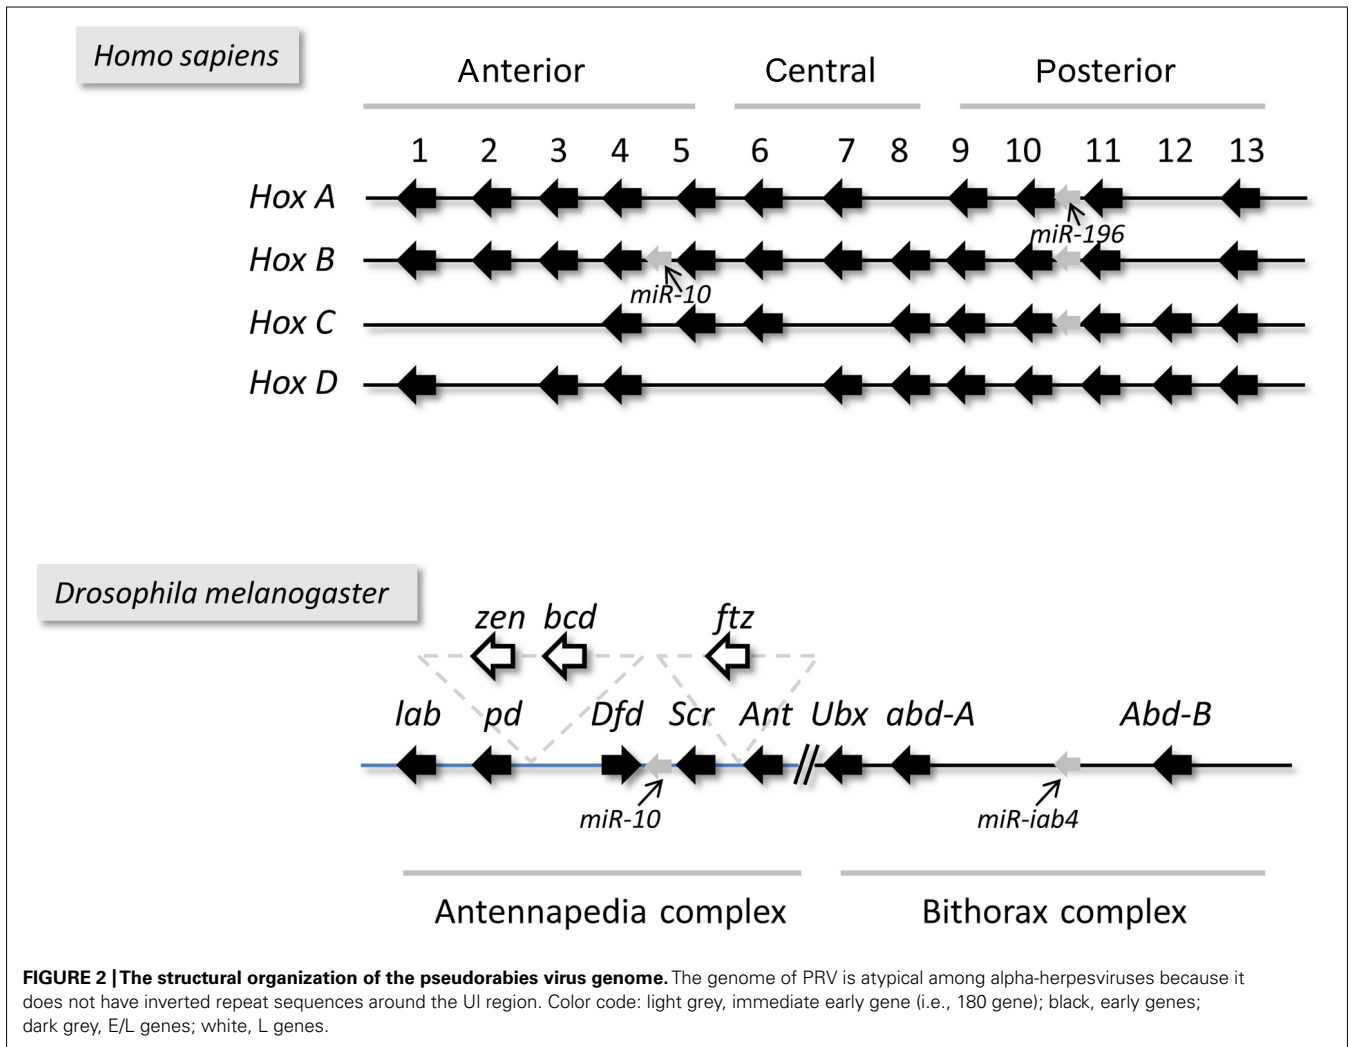 Homo sapiens
Anterior Central Posterior
1 2 3 4 5 6 7 8 9 10 11 12 13
Hox A
miR-196
Hox B
miR-10
Hox C
Hox D
Drosophila melanogaster
zen bcd ftz
lab pd Dfd Scr Ant Ubx abd-A Abd-B
miR-10 miR-iab4
Antennapedia complex Bithorax complex
FIGURE 2 | The structural organization of the pseudorabies virus genome. The genome of PRV is atypical among alpha-herpesviruses because it
does not have inverted repeat sequences around the Ul region. Color code: light grey, immediate early gene (i.e., 180 gene); black, early genes;
dark grey, E/L genes; white, L genes.